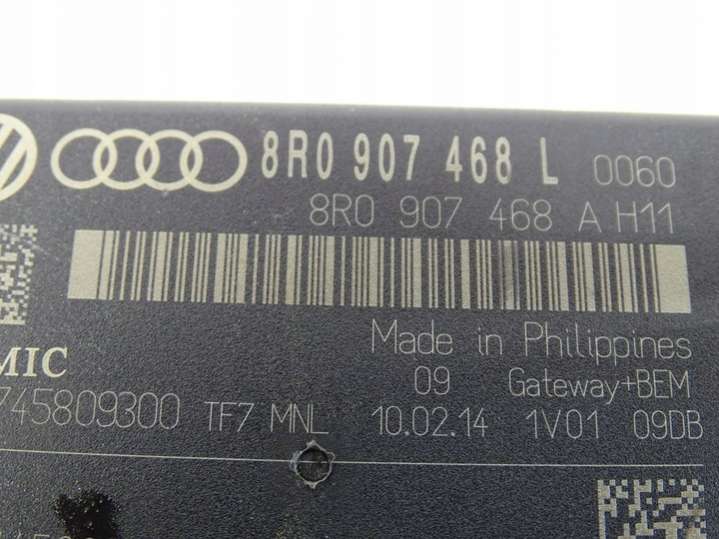 8R0 907 468 L 0060
8R0 907 468 A H11
Made in Philippines
MIC
09 Gateway+BEM
745809300 TF7 MNL 10.02.14 1V01 09DB